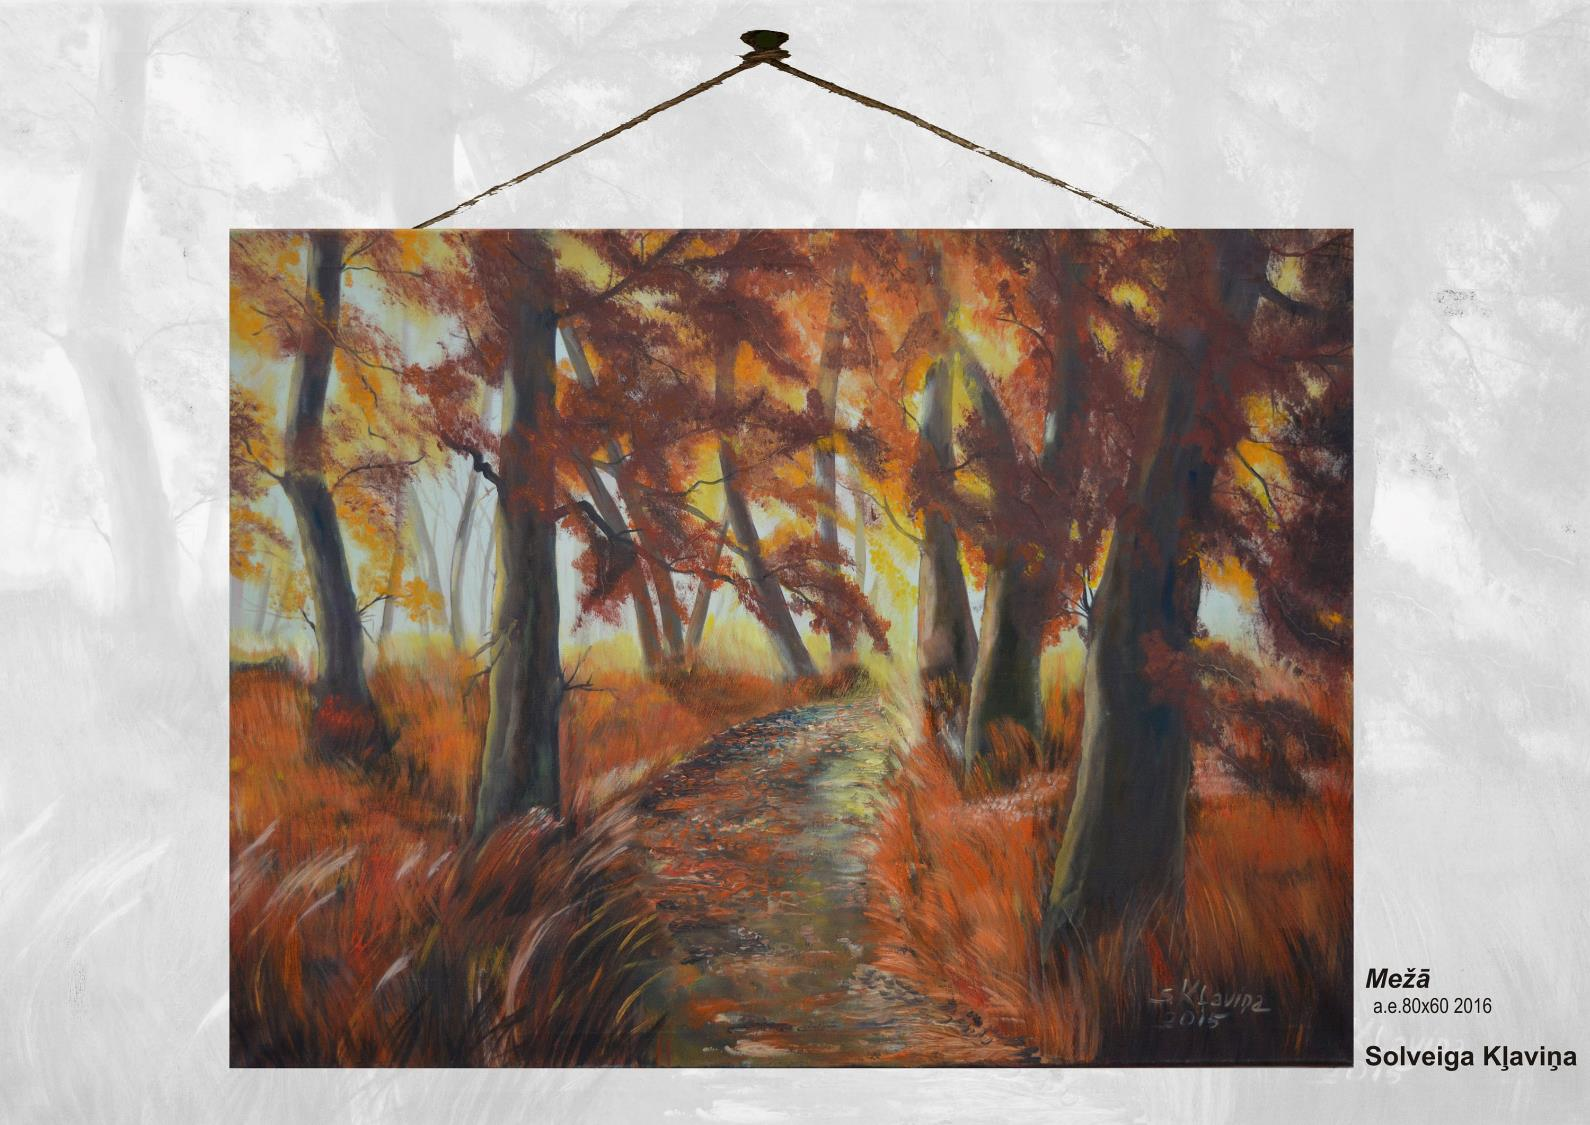 S. Kļaviņa
2015
Mežā
a.e.80x60 2016
Solveiga Kļaviņa